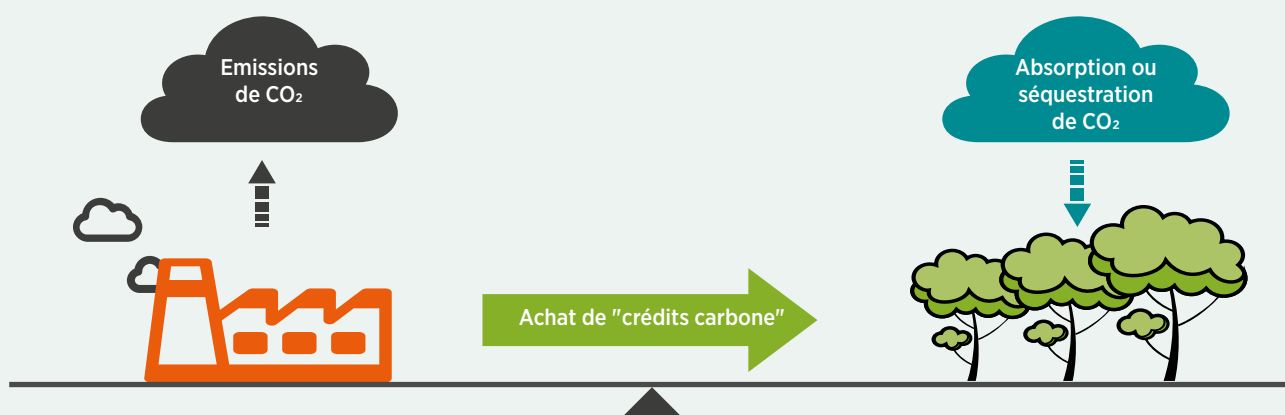 Emissions
de CO₂
Absorption ou
séquestration
de CO₂
Achat de "crédits carbone"